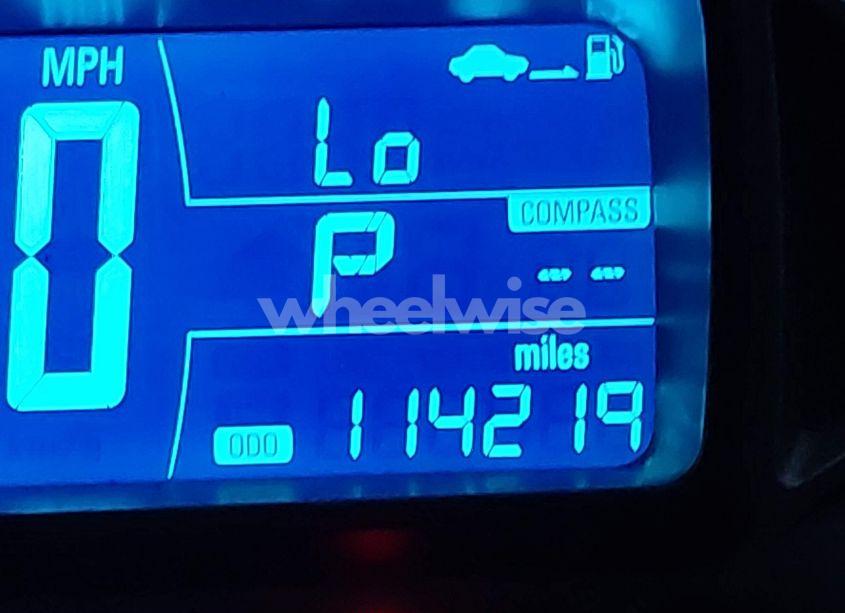 MPH
Lo
0
COMPASS
P
-- --
wheelwise
miles
ODO 114219